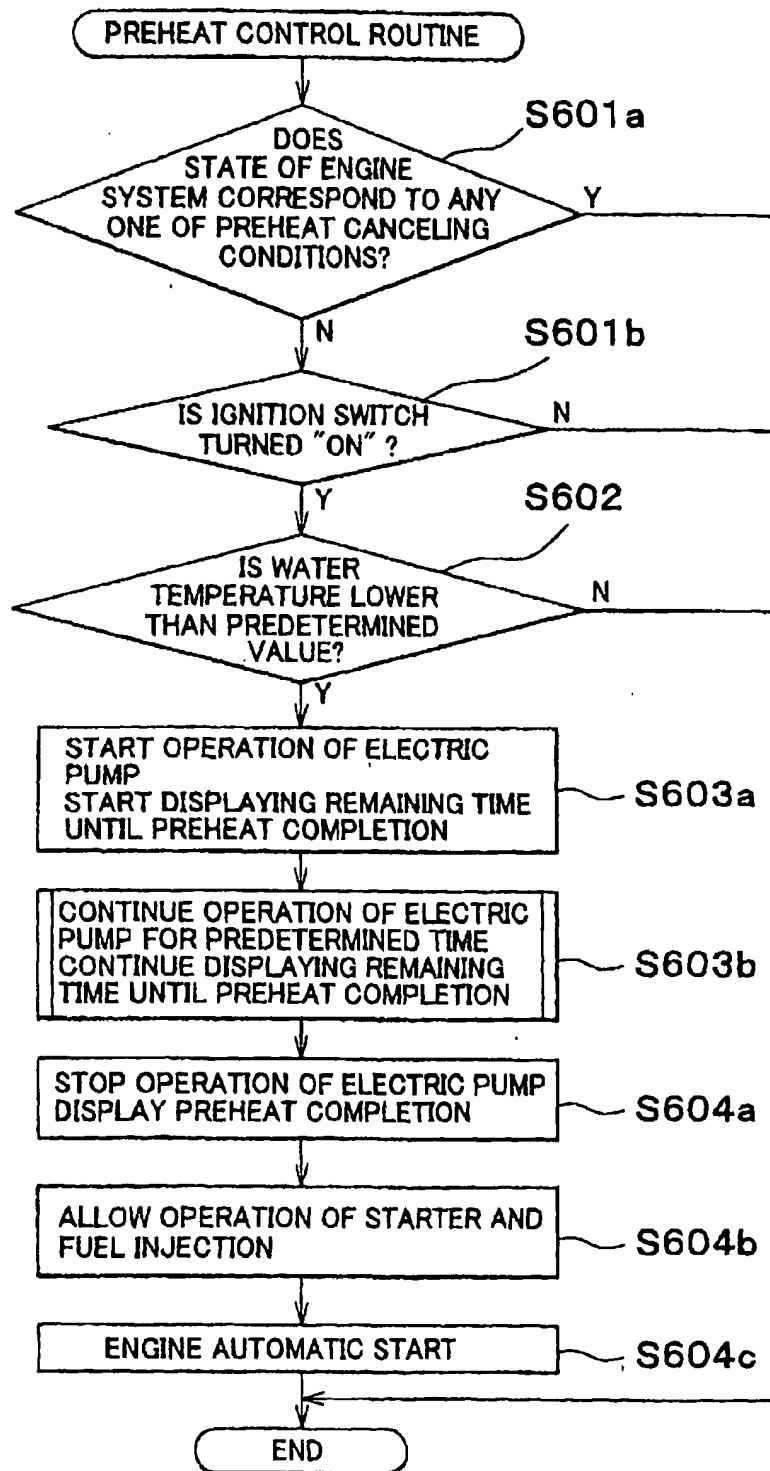 PREHEAT CONTROL ROUTINE
S601a
DOES
STATE OF ENGINE
SYSTEM CORRESPOND TO ANY
ONE OF PREHEAT CANCELING
CONDITIONS?
Y
N
S601b
IS IGNITION SWITCH
TURNED "ON" ?
N
Y
S602
IS WATER
TEMPERATURE LOWER
THAN PREDETERMINED
VALUE?
N
Y
START OPERATION OF ELECTRIC
PUMP
START DISPLAYING REMAINING TIME
UNTIL PREHEAT COMPLETION
S603a
CONTINUE OPERATION OF ELECTRIC
PUMP FOR PREDETERMINED TIME
CONTINUE DISPLAYING REMAINING
TIME UNTIL PREHEAT COMPLETION
S603b
STOP OPERATION OF ELECTRIC PUMP
DISPLAY PREHEAT COMPLETION
S604a
ALLOW OPERATION OF STARTER AND
FUEL INJECTION
S604b
ENGINE AUTOMATIC START
S604c
END